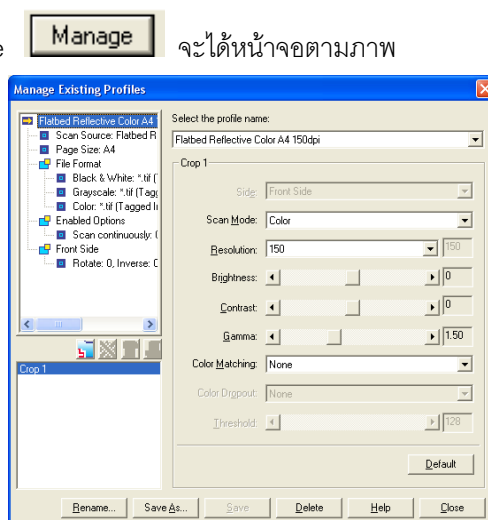 e Manage จะได้หน้าจอตามภาพ
Manage Existing Profiles
Flatbed Reflective Color A4
Scan Source: Flatbed R
Page Size: A4
File Format
Black & White: *.tif (
Grayscale: *.tif (Tagg
Color: *.tif (Tagged I
Enabled Options
Scan continuously: (
Front Side
Rotate: 0, Inverse: C
Crop 1
Select the profile name:
Flatbed Reflective Color A4 150dpi
Crop 1
Side: Front Side
Scan Mode: Color
Resolution: 150 150
Brightness: 0
Contrast: 0
Gamma: 1.50
Color Matching: None
Color Dropout: None
Threshold: 128
Default
Rename... Save As... Save Delete Help Close